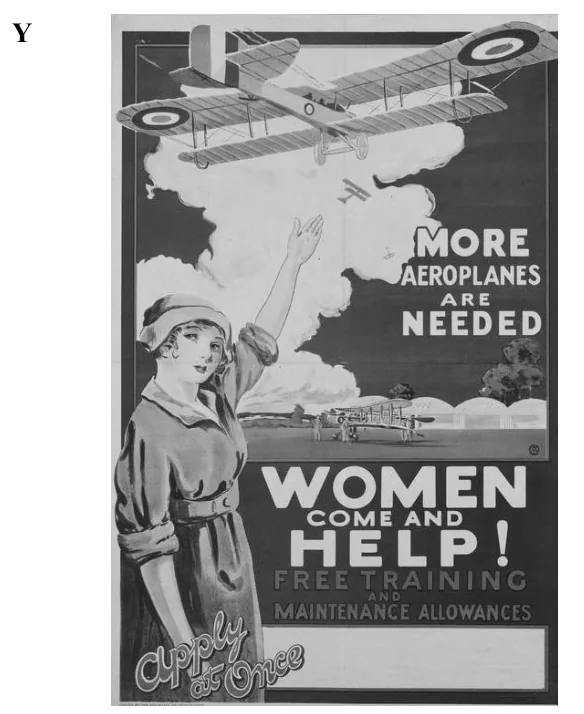 Y
MORE
AEROPLANES
ARE
NEEDED
WOMEN
COME AND
HELP!
FREE TRAINING
AND
MAINTENANCE ALLOWANCES
Apply
at Once